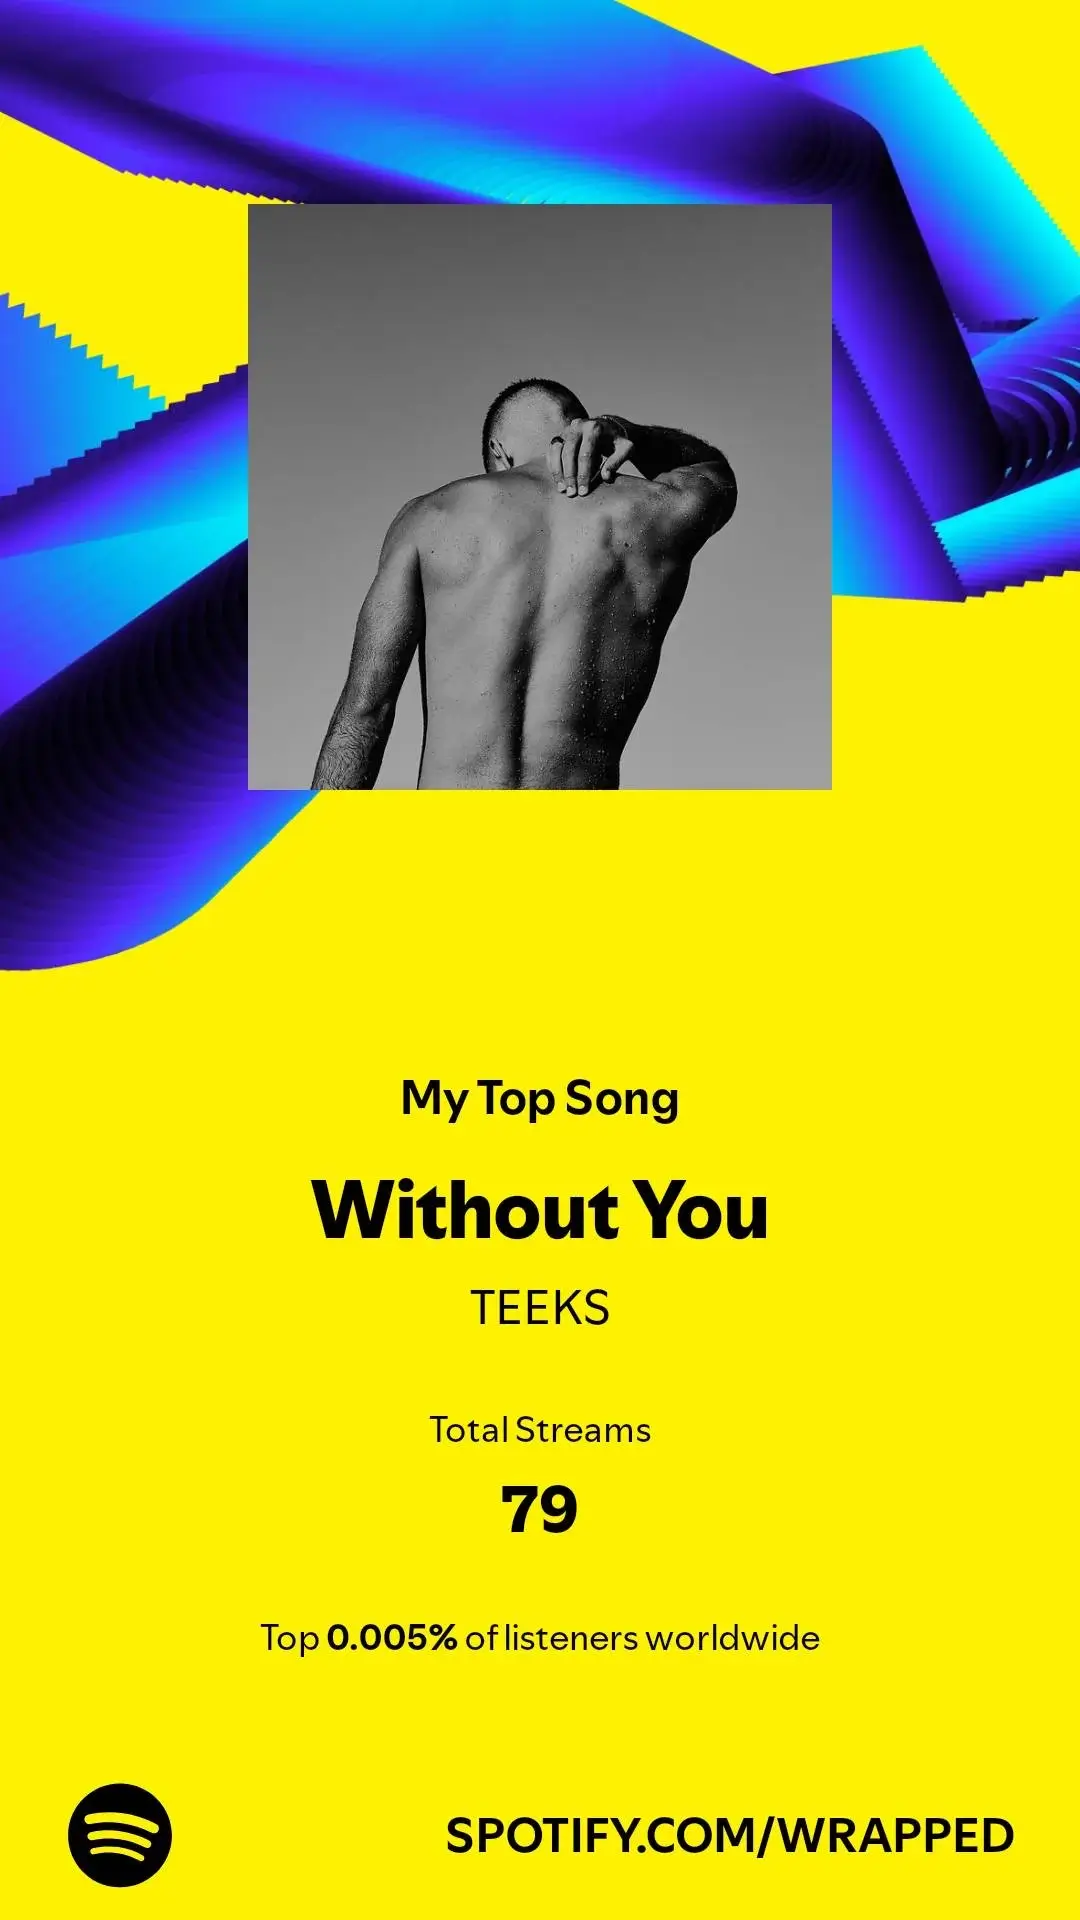 My Top Song
Without You
TEEKS
Total Streams
79
Top 0.005% of listeners worldwide
SPOTIFY.COM/WRAPPED